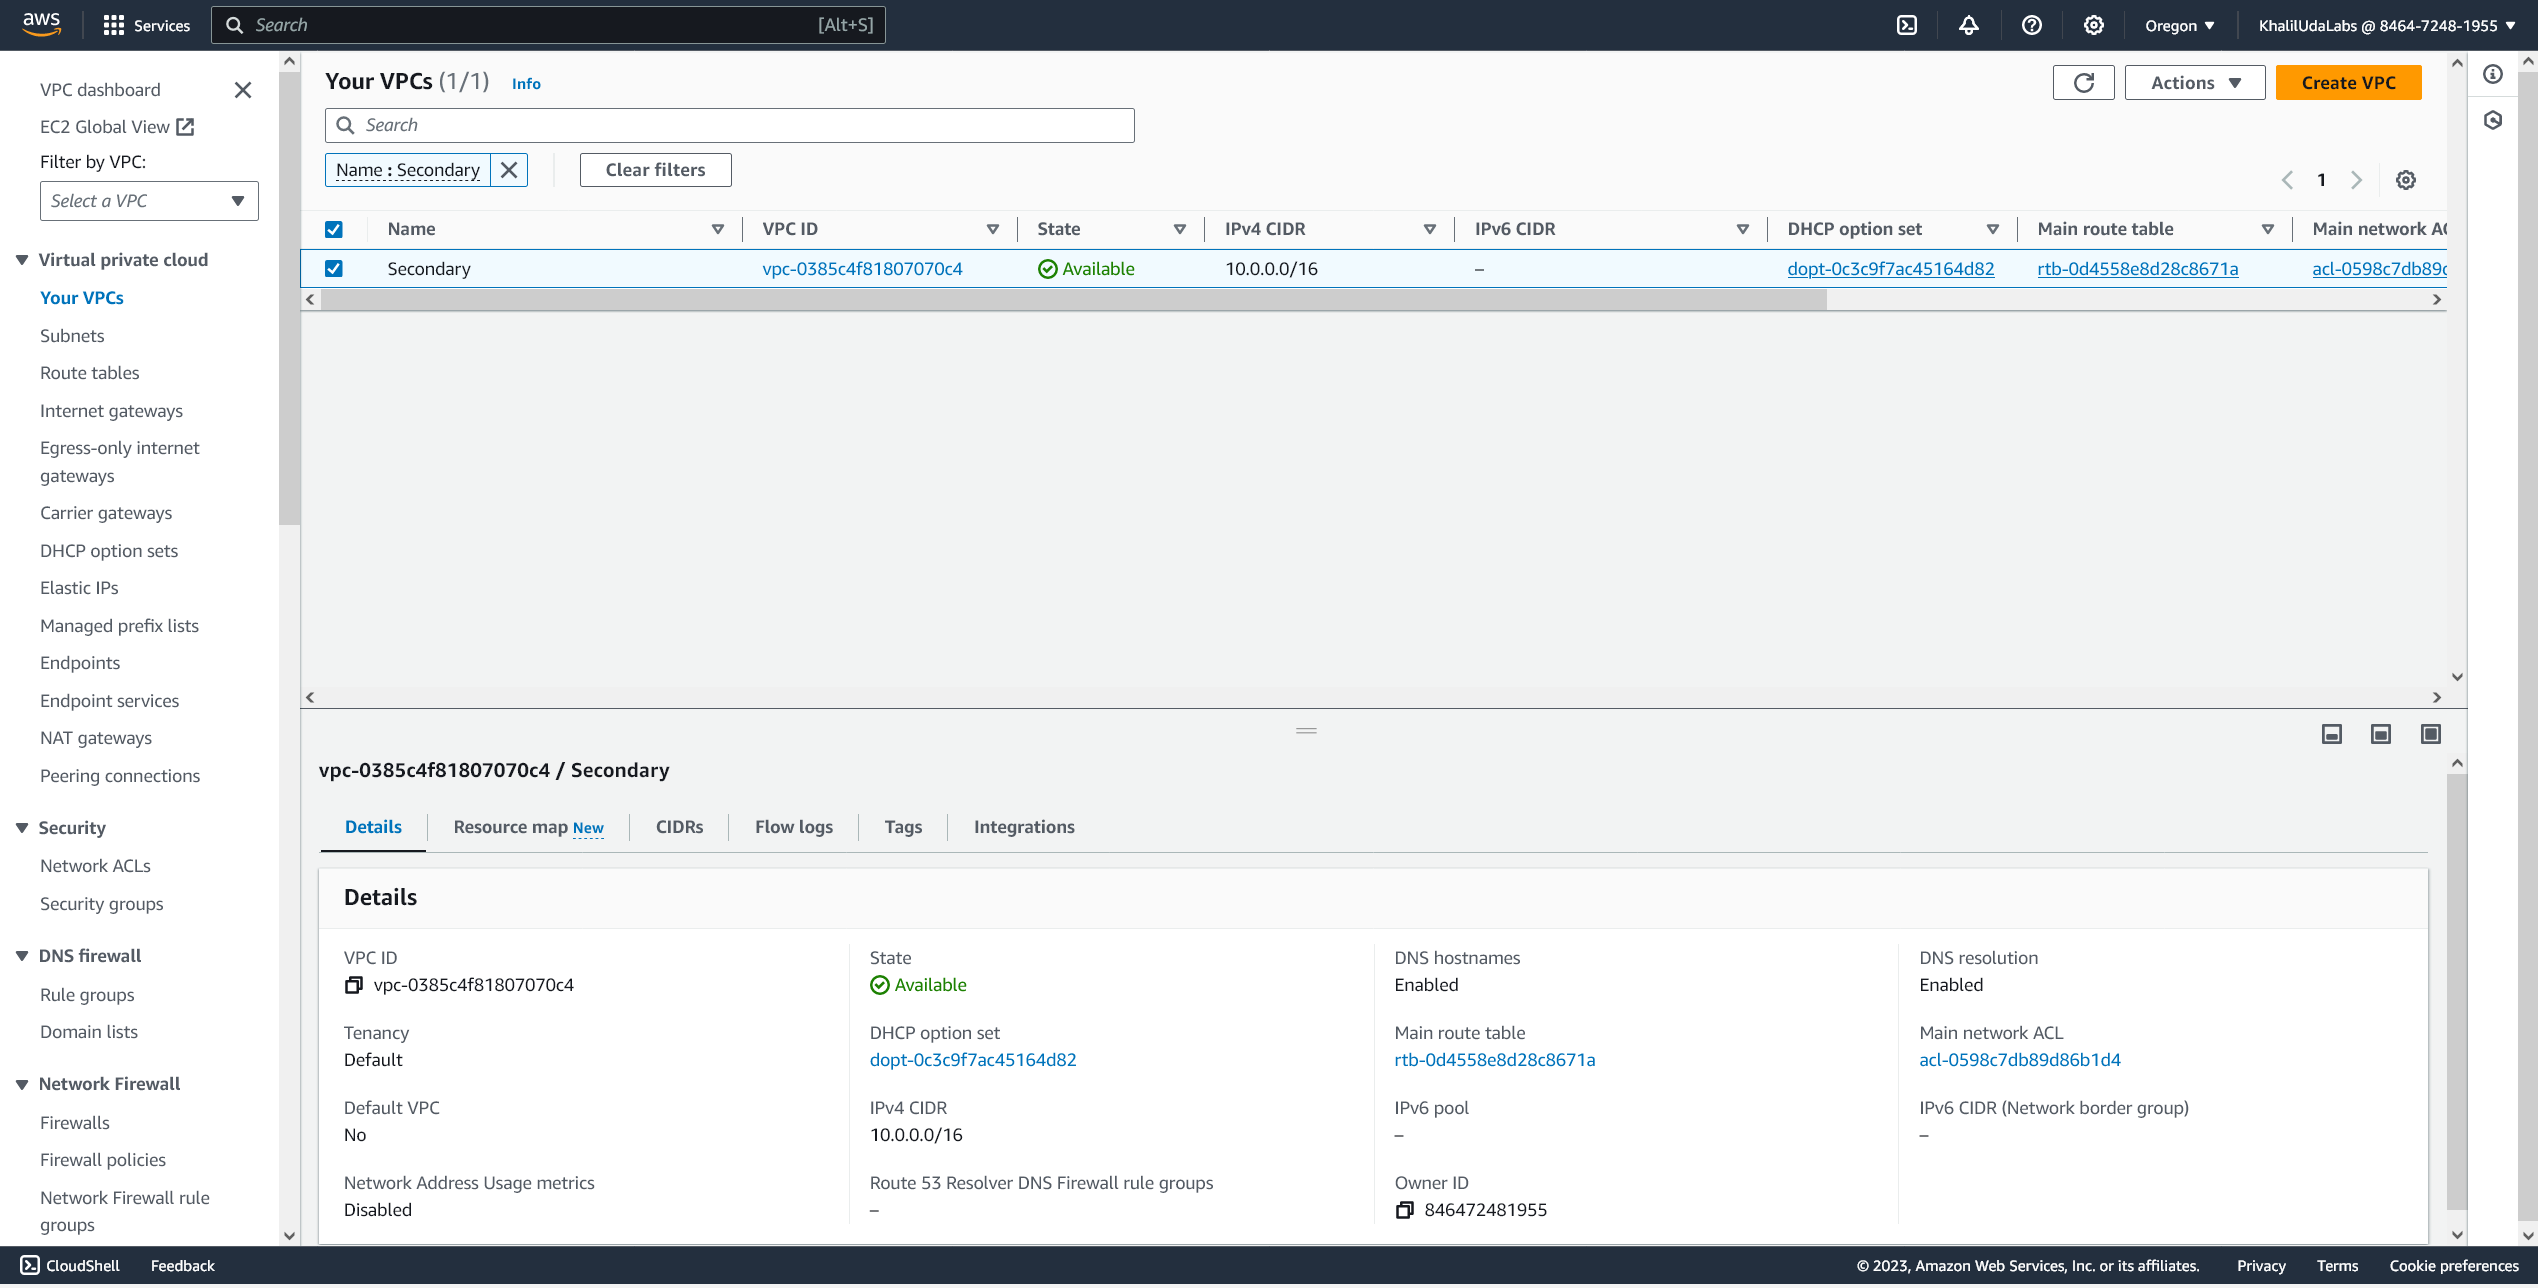 aws
Services
Search
[Alt+S]
Oregon
KhalilUdaLabs @ 8464-7248-1955
VPC dashboard
EC2 Global View
Filter by VPC:
Select a VPC
Virtual private cloud
Your VPCs
Subnets
Route tables
Internet gateways
Egress-only internet
gateways
Carrier gateways
DHCP option sets
Elastic IPs
Managed prefix lists
Endpoints
Endpoint services
NAT gateways
Peering connections
Security
Network ACLs
Security groups
DNS firewall
Rule groups
Domain lists
Network Firewall
Firewalls
Firewall policies
Network Firewall rule
groups
Your VPCs (1/1) Info
Actions
Create VPC
Search
Name : Secondary
Clear filters
1
Name VPC ID State IPv4 CIDR IPv6 CIDR DHCP option set Main route table Main network AC
Secondary vpc-0385c4f81807070c4 Available 10.0.0.0/16 – dopt-0c3c9f7ac45164d82 rtb-0d4558e8d28c8671a acl-0598c7db89d
vpc-0385c4f81807070c4 / Secondary
Details Resource map New CIDRs Flow logs Tags Integrations
Details
VPC ID State DNS hostnames DNS resolution
vpc-0385c4f81807070c4 Available Enabled Enabled
Tenancy DHCP option set Main route table Main network ACL
Default dopt-0c3c9f7ac45164d82 rtb-0d4558e8d28c8671a acl-0598c7db89d86b1d4
Default VPC IPv4 CIDR IPv6 pool IPv6 CIDR (Network border group)
No 10.0.0.0/16 – –
Network Address Usage metrics Route 53 Resolver DNS Firewall rule groups Owner ID
Disabled – 846472481955
CloudShell Feedback © 2023, Amazon Web Services, Inc. or its affiliates. Privacy Terms Cookie preferences